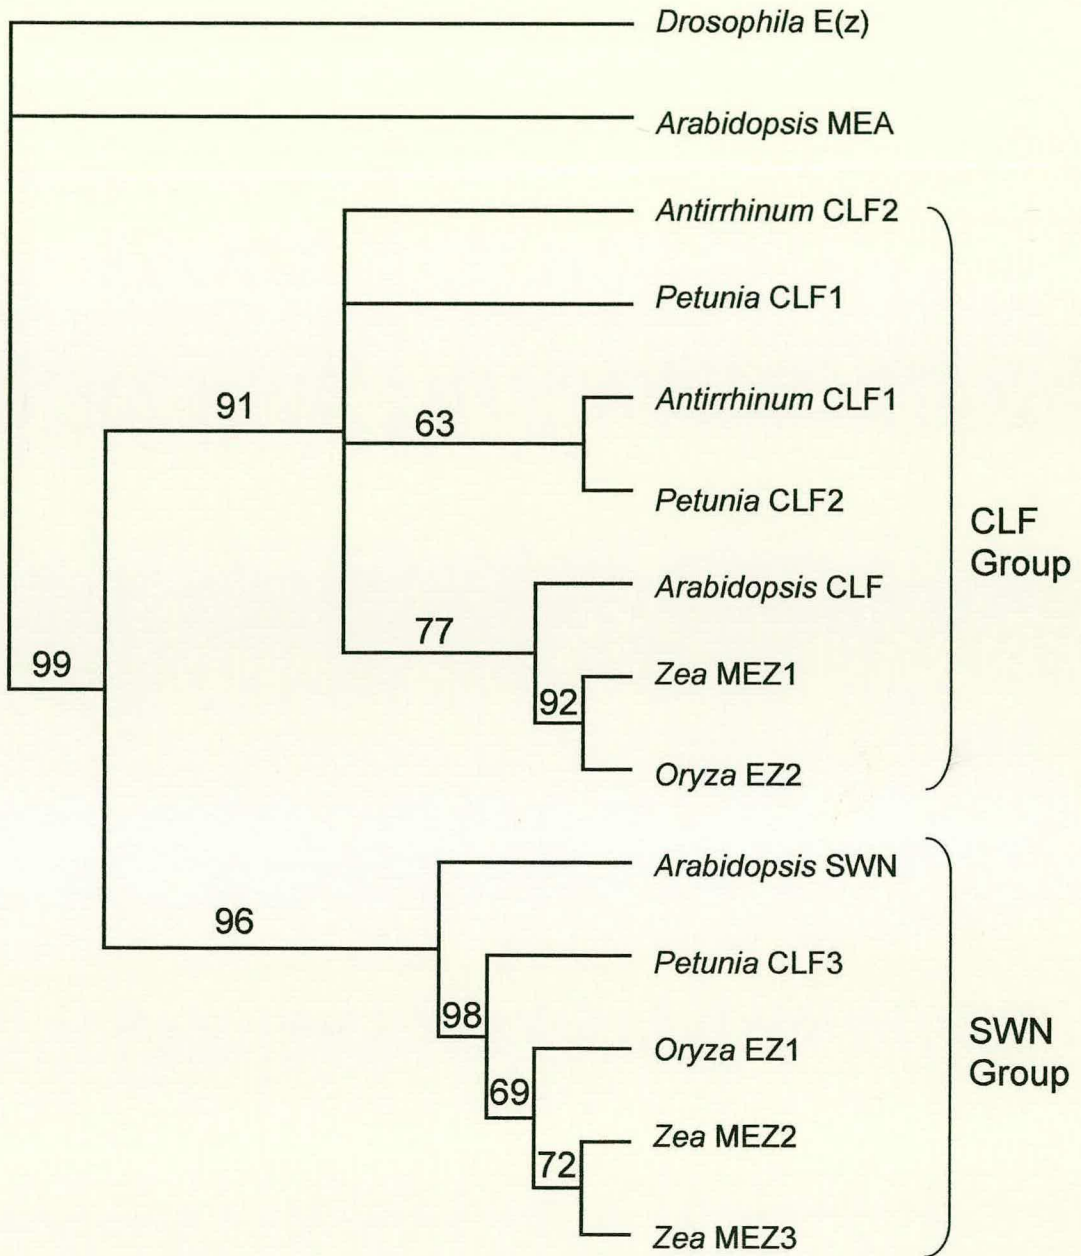 Drosophila E(z)
Arabidopsis MEA
Antirrhinum CLF2
Petunia CLF1
91
Antirrhinum CLF1
63
Petunia CLF2
CLF
Group
Arabidopsis CLF
77
99
Zea MEZ1
92
Oryza EZ2
Arabidopsis SWN
96
Petunia CLF3
98
SWN
Group
Oryza EZ1
69
Zea MEZ2
72
Zea MEZ3